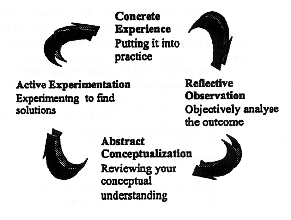 Concrete
Experience
Putting it into
practice
Active Experimentation
Experimentng to find
solutions
Reflective
Observation
Objectively analyse
the outcome
Abstract
Conceptualization
Reviewing your
conceptual
understanding